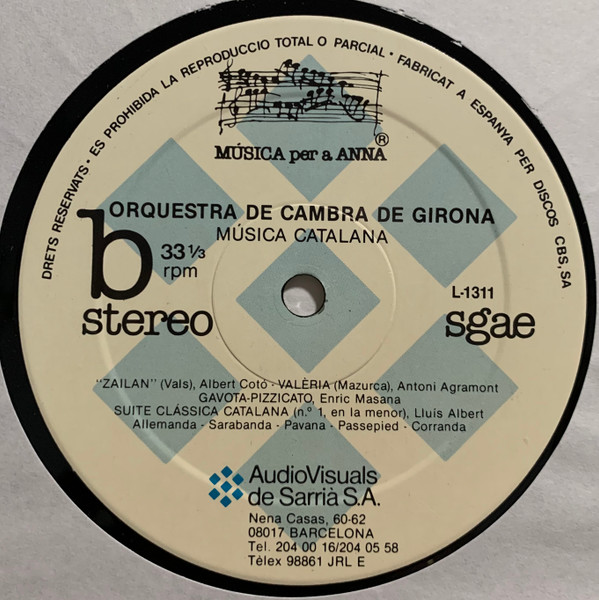 DRETS RESERVATS · ES PROHIBIDA LA REPRODUCCIO TOTAL O PARCIAL · FABRICAT A ESPANYA PER DISCOS CBS, SA
®
MÚSICA per a ANNA
ORQUESTRA DE CAMBRA DE GIRONA
MÚSICA CATALANA
b
33 1/3
rpm
stereo
L-1311
sgae
"ZAILAN" (Vals), Albert Cotó · VALÈRIA (Mazurca), Antoni Agramont
GAVOTA-PIZZICATO, Enric Masana
SUITE CLÁSSICA CATALANA (n.º 1, en la menor), Lluís Albert
Allemanda - Sarabanda - Pavana - Passepied - Corranda
AudioVisuals
de Sarrià S.A.
Nena Casas, 60-62
08017 BARCELONA
Tel. 204 00 16/204 05 58
Télex 98861 JRL E